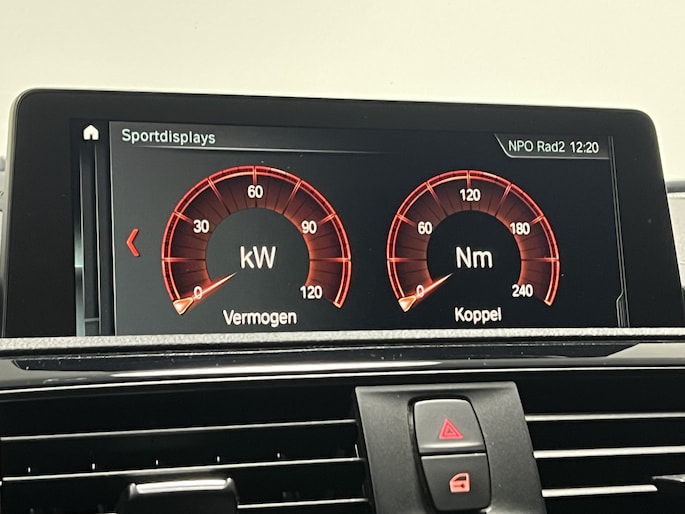 Sportdisplays
NPO Rad2 12:20
0 30 60 90 120
kW
Vermogen
0 60 120 180 240
Nm
Koppel